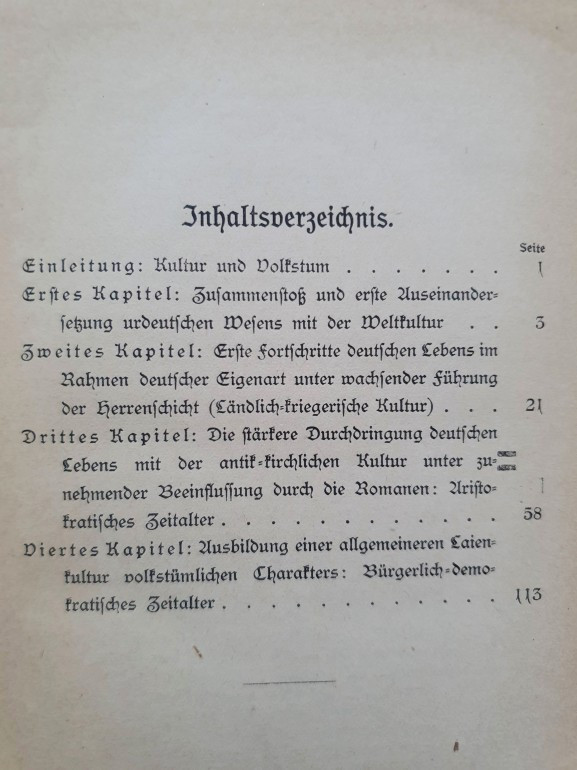 Inhaltsverzeichnis.
Seite
Einleitung: Kultur und Volkstum . . . . . . . 1
Erstes Kapitel: Zusammenstoß und erste Auseinander-
setzung urdeutschen Wesens mit der Weltkultur . . 3
Zweites Kapitel: Erste Fortschritte deutschen Lebens im
Rahmen deutscher Eigenart unter wachsender Führung
der Herrenschicht (Ländlich-kriegerische Kultur) . . . 21
Drittes Kapitel: Die stärkere Durchdringung deutschen
Lebens mit der antik-kirchlichen Kultur unter zu-
nehmender Beeinflussung durch die Romanen: Aristo-
kratisches Zeitalter . . . . . . . . . . . . 58
Viertes Kapitel: Ausbildung einer allgemeineren Laien-
kultur volkstümlichen Charakters: Bürgerlich-demo-
kratisches Zeitalter . . . . . . . . . . . . 113